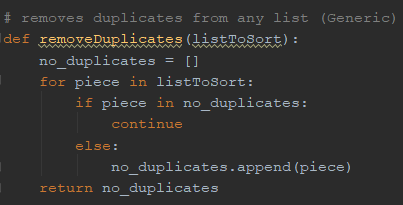 # removes duplicates from any list (Generic)
def removeDuplicates(listToSort):
    no_duplicates = []
    for piece in listToSort:
        if piece in no_duplicates:
            continue
        else:
            no_duplicates.append(piece)
    return no_duplicates